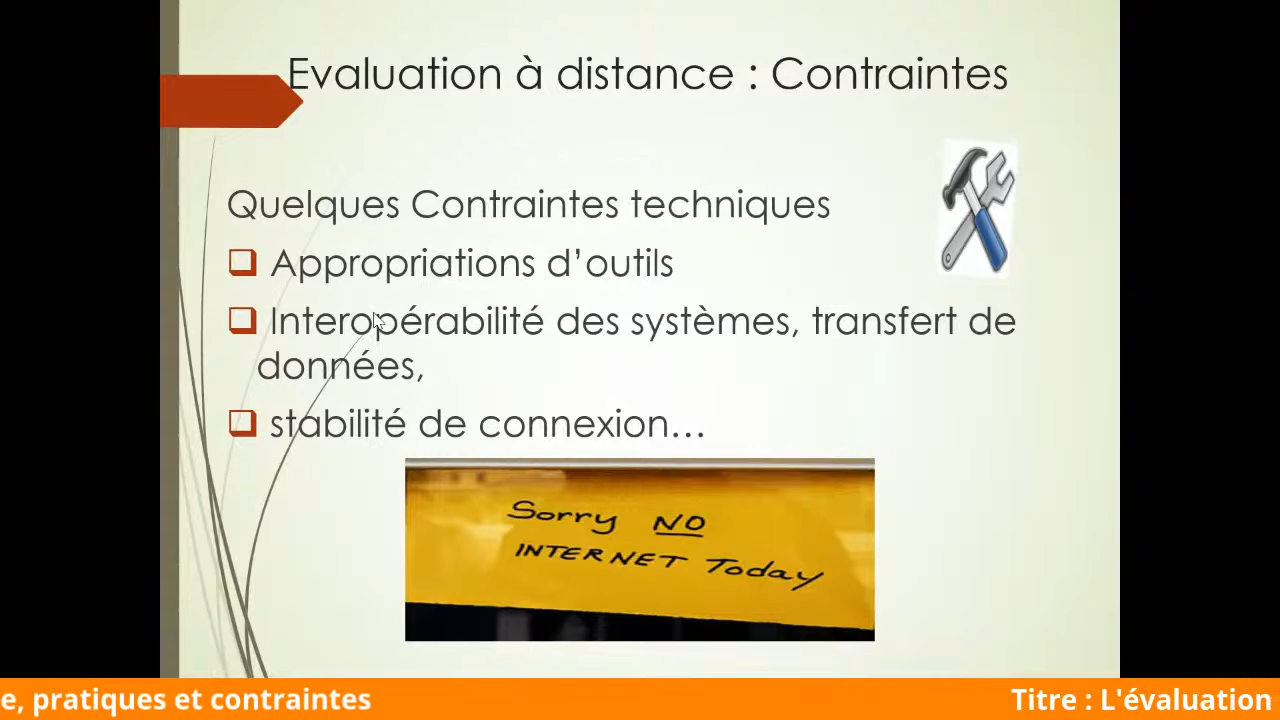 Evaluation à distance : Contraintes
Quelques Contraintes techniques
Appropriations d’outils
Interopérabilité des systèmes, transfert de
données,
stabilité de connexion…
Sorry NO
INTERNET Today
e, pratiques et contraintes
Titre : L'évaluation